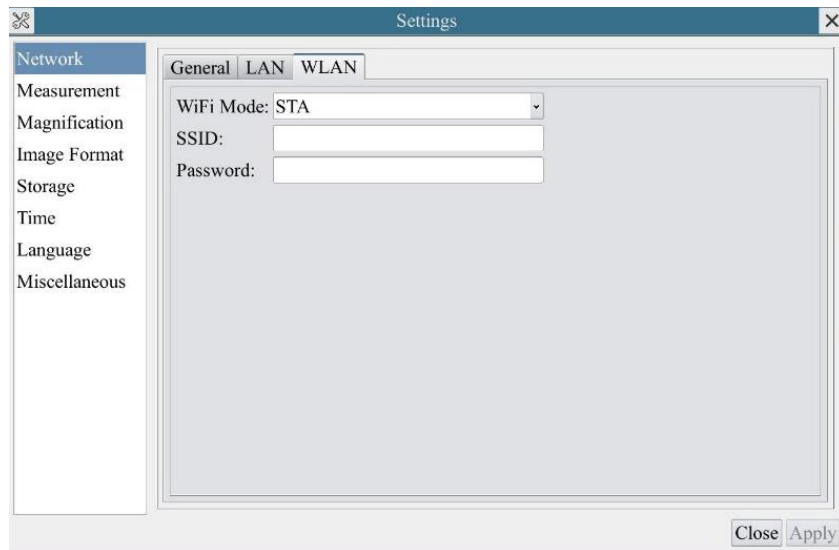 Settings
Network
Measurement
Magnification
Image Format
Storage
Time
Language
Miscellaneous
General LAN WLAN
WiFi Mode: STA
SSID:
Password:
Close Apply